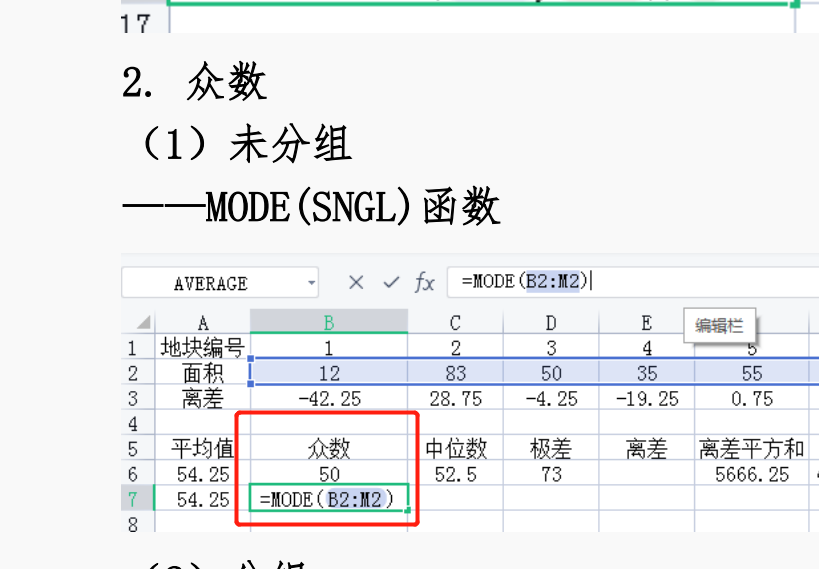 17
2. 众数
（1）未分组
——MODE(SNGL)函数
AVERAGE fx =MODE(B2:M2)
A B C D E 编辑栏
1 地块编号 1 2 3 4 5
2 面积 12 83 50 35 55
3 离差 -42.25 28.75 -4.25 -19.25 0.75
4
5 平均值 众数 中位数 极差 离差 离差平方和
6 54.25 50 52.5 73 5666.25
7 54.25 =MODE(B2:M2)
8